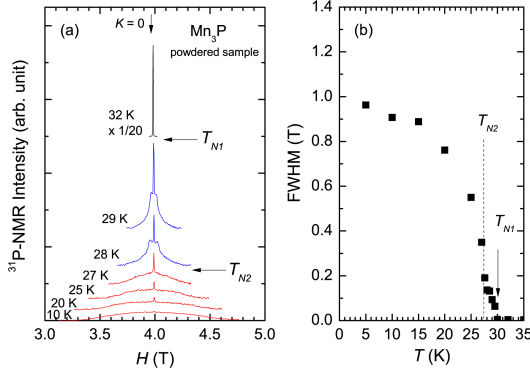 (a)
K = 0
Mn3P
powdered sample
32 K
x 1/20
TN1
29 K
28 K
TN2
27 K
25 K
20 K
10 K
3.0 3.5 4.0 4.5 5.0
H (T)
31P-NMR Intensity (arb. unit)
(b)
1.4
1.2
1.0
0.8
0.6
0.4
0.2
0.0
TN2
TN1
0 5 10 15 20 25 30 35
T (K)
FWHM (T)